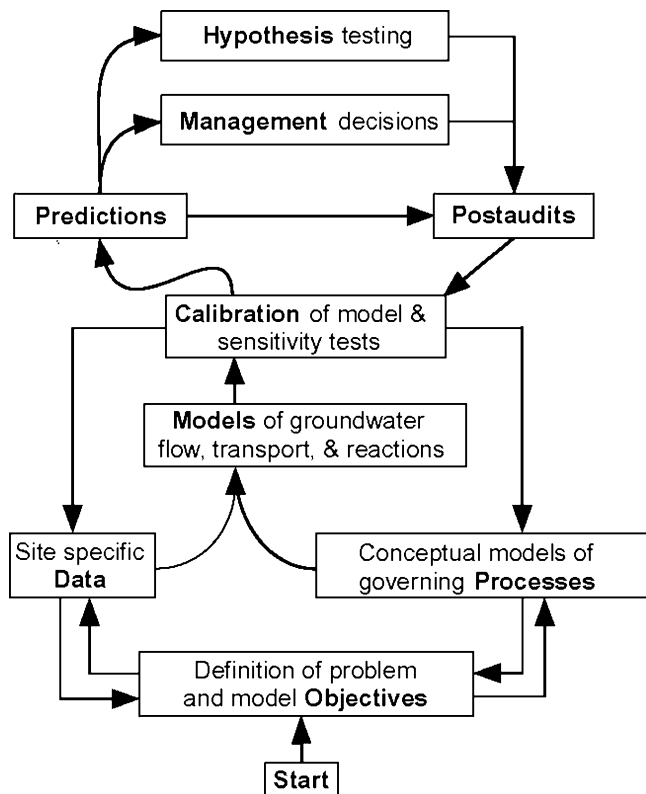 Hypothesis testing
Management decisions
Predictions
Postaudits
Calibration of model &
sensitivity tests
Models of groundwater
flow, transport, & reactions
Site specific
Data
Conceptual models of
governing Processes
Definition of problem
and model Objectives
Start